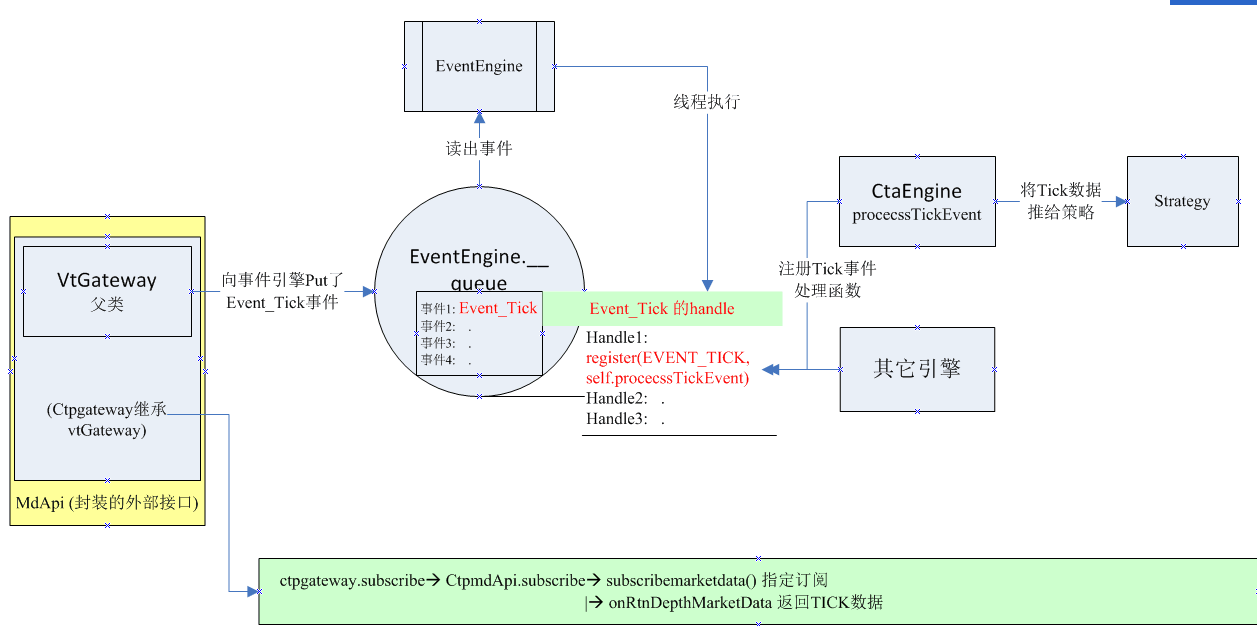 EventEngine
线程执行
读出事件
CtaEngine
procecssTickEvent
将Tick数据
推给策略
Strategy
VtGateway
父类
向事件引擎Put了
Event_Tick事件
EventEngine.__
queue
事件1: Event_Tick
事件2: .
事件3: .
事件4: .
Event_Tick 的handle
Handle1:
register(EVENT_TICK,
self.procecssTickEvent)
Handle2: .
Handle3: .
注册Tick事件
处理函数
其它引擎
(Ctpgateway继承
vtGateway)
MdApi (封装的外部接口)
ctpgateway.subscribe→ CtpmdApi.subscribe→ subscribemarketdata() 指定订阅
|→ onRtnDepthMarketData 返回TICK数据